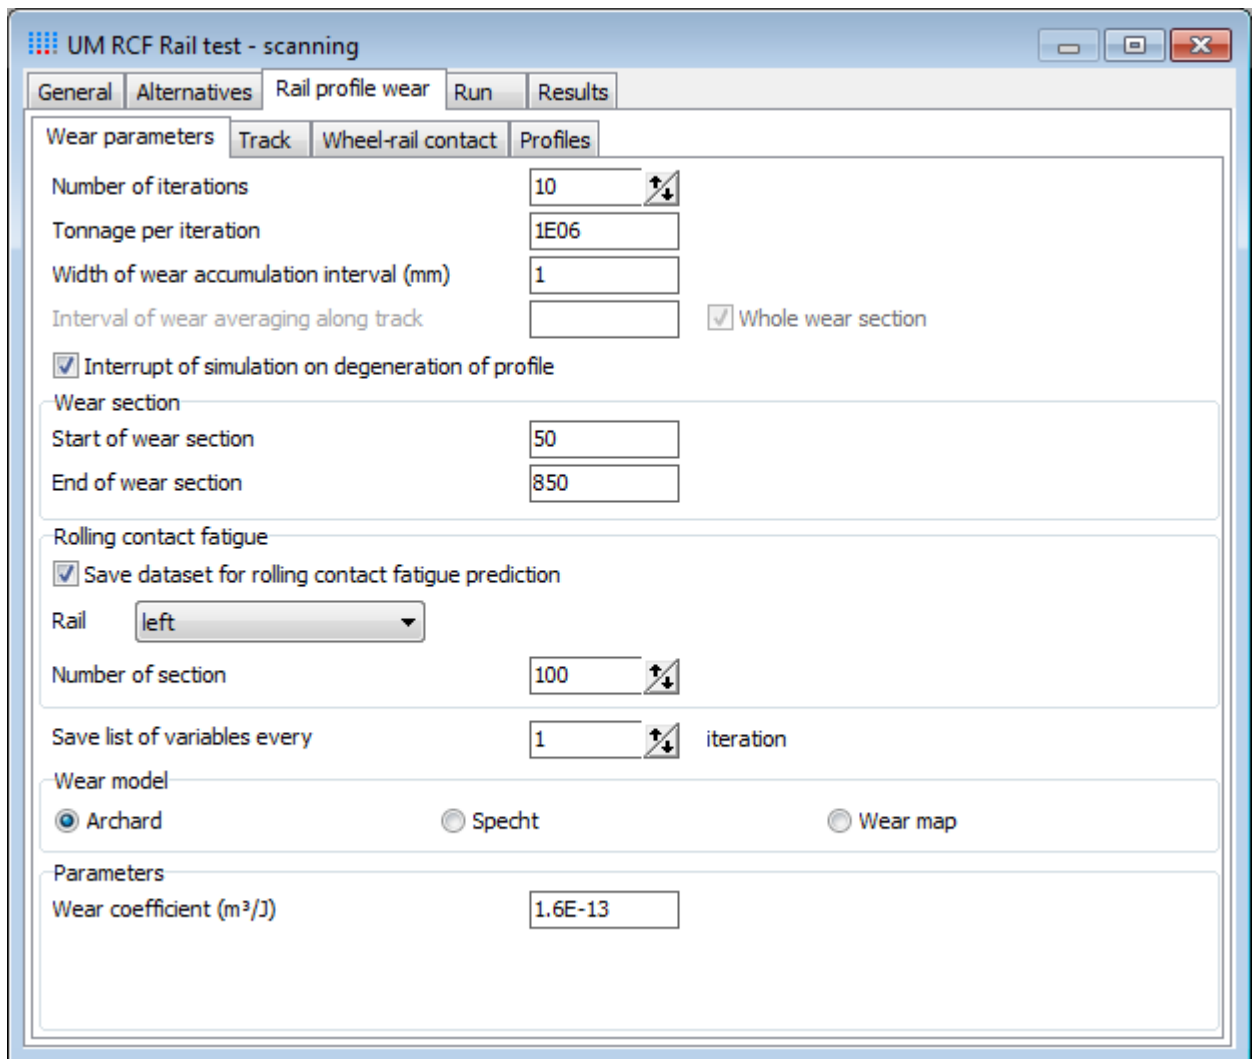 UM RCF Rail test - scanning
General Alternatives Rail profile wear Run Results
Wear parameters Track Wheel-rail contact Profiles
Number of iterations 10
Tonnage per iteration 1E06
Width of wear accumulation interval (mm) 1
Interval of wear averaging along track Whole wear section
Interrupt of simulation on degeneration of profile
Wear section
Start of wear section 50
End of wear section 850
Rolling contact fatigue
Save dataset for rolling contact fatigue prediction
Rail left
Number of section 100
Save list of variables every 1 iteration
Wear model
Archard Specht Wear map
Parameters
Wear coefficient (m³/J) 1.6E-13